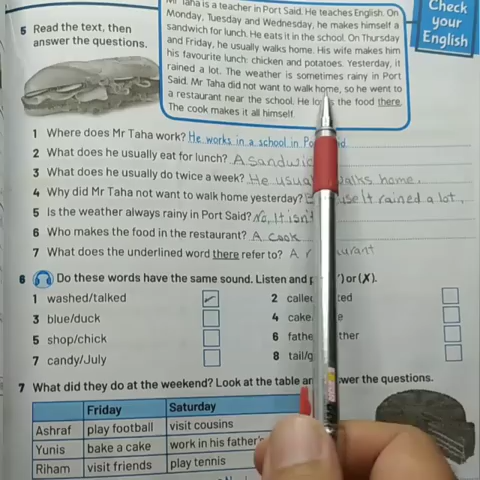 Mr Taha is a teacher in Port Said. He teaches English. On
Monday, Tuesday and Wednesday, he makes himself a
sandwich for lunch. He eats it in the school. On Thursday
and Friday, he usually walks home. His wife makes him
his favourite lunch: chicken and potatoes. Yesterday, it
rained a lot. The weather is sometimes rainy in Port
Said. Mr Taha did not want to walk home, so he went to
a restaurant near the school. He the food there.
The cook makes it all himself.
Check
your
English
5 Read the text, then
answer the questions.
1 Where does Mr Taha work? He works in a school in
2 What does he usually eat for lunch? A
3 What does he usually do twice a week? He walks home.
4 Why did Mr Taha not want to walk home yesterday? It rained a lot.
5 Is the weather always rainy in Port Said? No, It isn't
6 Who makes the food in the restaurant? A cook
7 What does the underlined word there refer to? A
6 Do these words have the same sound. Listen and (✗).
1 washed/talked ✓
2
3 blue/duck
4
5 shop/chick
6
7 candy/July
8
7 What did they do at the weekend? Look at the table the questions.
Friday Saturday
Ashraf play football visit cousins
Yunis bake a cake work in his father's
Riham visit friends play tennis